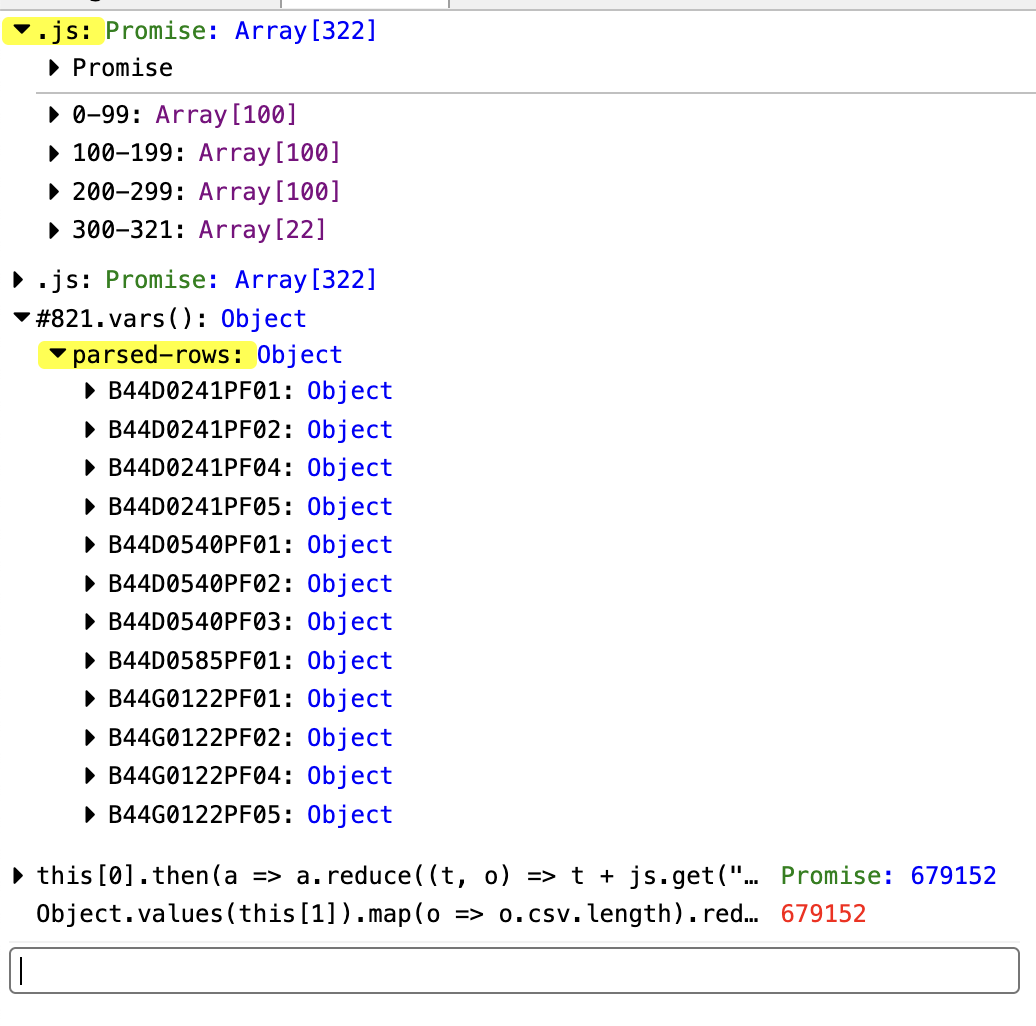 .js: Promise: Array[322]
Promise
0–99: Array[100]
100–199: Array[100]
200–299: Array[100]
300–321: Array[22]
.js: Promise: Array[322]
#821.vars(): Object
parsed-rows: Object
B44D0241PF01: Object
B44D0241PF02: Object
B44D0241PF04: Object
B44D0241PF05: Object
B44D0540PF01: Object
B44D0540PF02: Object
B44D0540PF03: Object
B44D0585PF01: Object
B44G0122PF01: Object
B44G0122PF02: Object
B44G0122PF04: Object
B44G0122PF05: Object
this[0].then(a => a.reduce((t, o) => t + js.get("… Promise: 679152
Object.values(this[1]).map(o => o.csv.length).red… 679152